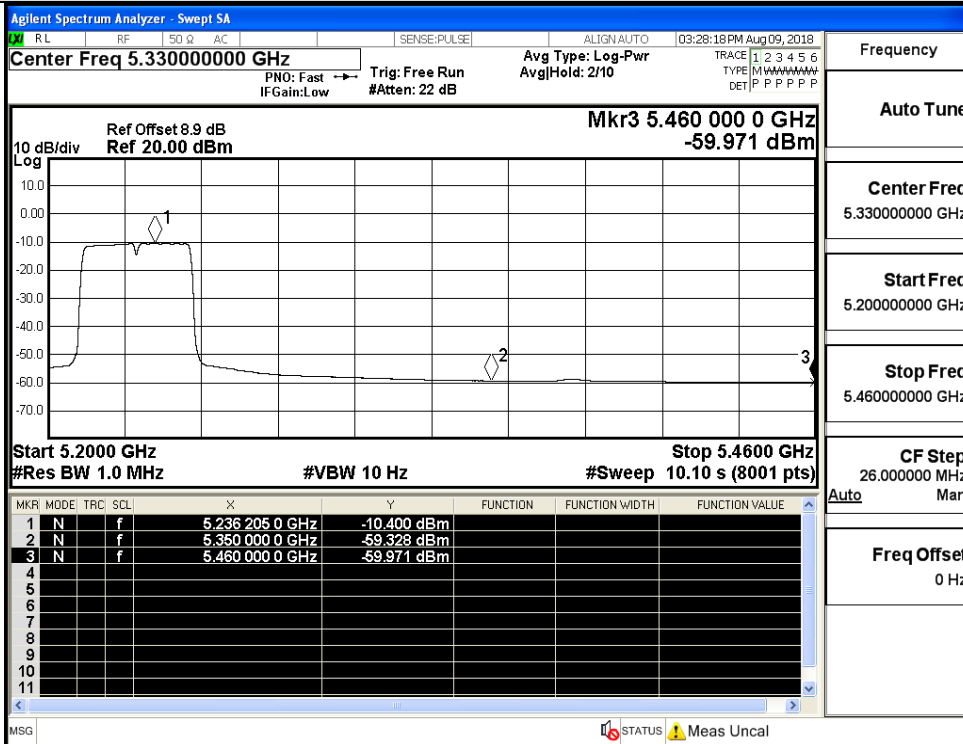 Agilent Spectrum Analyzer - Swept SA
LXI RL RF 50 Ω AC SENSE:PULSE ALIGN AUTO 03:28:18 PM Aug 09, 2018
Center Freq 5.330000000 GHz
PNO: Fast
IFGain:Low
Trig: Free Run
#Atten: 22 dB
Avg Type: Log-Pwr
Avg|Hold: 2/10
TRACE 1 2 3 4 5 6
TYPE M WWWWW
DET P P P P P P
Mkr3 5.460 000 0 GHz
-59.971 dBm
Ref Offset 8.9 dB
10 dB/div Ref 20.00 dBm
Log
10.0
0.00
-10.0
-20.0
-30.0
-40.0
-50.0
-60.0
-70.0
1
2
3
Start 5.2000 GHz Stop 5.4600 GHz
#Res BW 1.0 MHz #VBW 10 Hz #Sweep 10.10 s (8001 pts)
MKR MODE TRC SCL X Y FUNCTION FUNCTION WIDTH FUNCTION VALUE
1 N f 5.236 205 0 GHz -10.400 dBm
2 N f 5.350 000 0 GHz -59.328 dBm
3 N f 5.460 000 0 GHz -59.971 dBm
4
5
6
7
8
9
10
11
MSG STATUS Meas Uncal
Frequency
Auto Tune
Center Freq
5.330000000 GHz
Start Freq
5.200000000 GHz
Stop Freq
5.460000000 GHz
CF Step
26.000000 MHz
Auto Man
Freq Offset
0 Hz